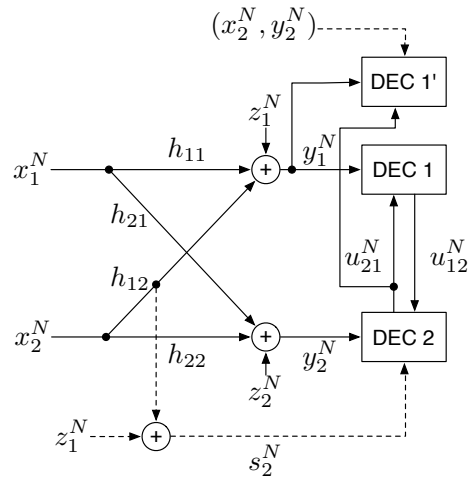 (x_2^N, y_2^N)
DEC 1'
z_1^N
x_1^N
h_11
+
y_1^N
DEC 1
h_21
h_12
u_21^N
u_12^N
x_2^N
h_22
+
y_2^N
DEC 2
z_2^N
z_1^N
+
s_2^N